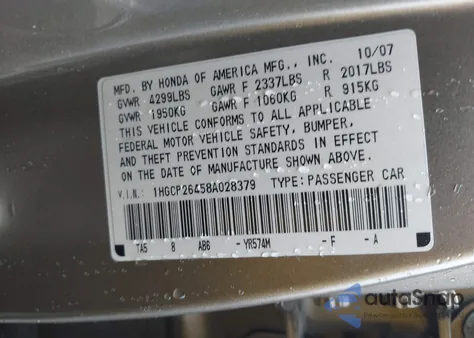 MFD. BY HONDA OF AMERICA MFG., INC. 10/07
GVWR 4299LBS GAWR F 2337LBS R 2017LBS
GVWR 1950KG GAWR F 1060KG R 915KG
THIS VEHICLE CONFORMS TO ALL APPLICABLE
FEDERAL MOTOR VEHICLE SAFETY, BUMPER,
AND THEFT PREVENTION STANDARDS IN EFFECT
ON THE DATE OF MANUFACTURE SHOWN ABOVE.
V.I.N.: 1HGCP26458A028379 TYPE:PASSENGER CAR
TA5 8 AB6 -YR574M -F -A
autoSnap